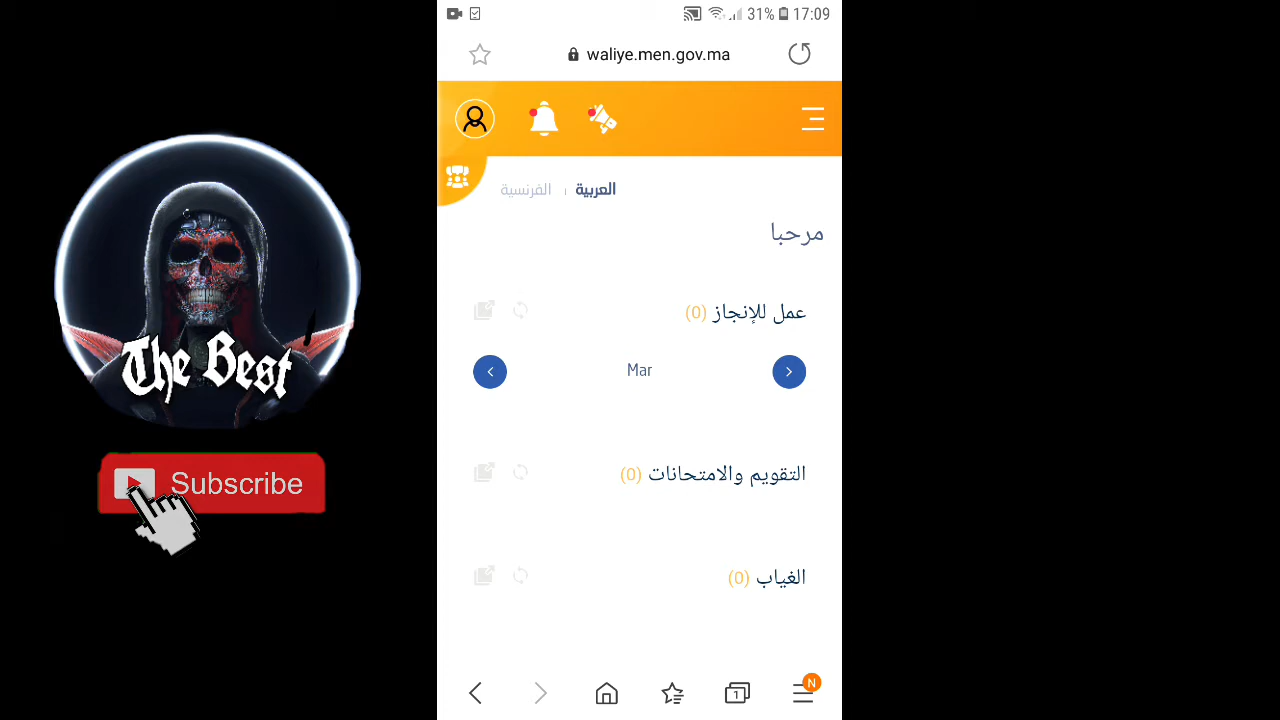 31% 17:09
waliye.men.gov.ma
العربية | الفرنسية
مرحبا
عمل للإنجاز (0)
Mar
التقويم والامتحانات (0)
الغياب (0)
1
N
The Best
Subscribe